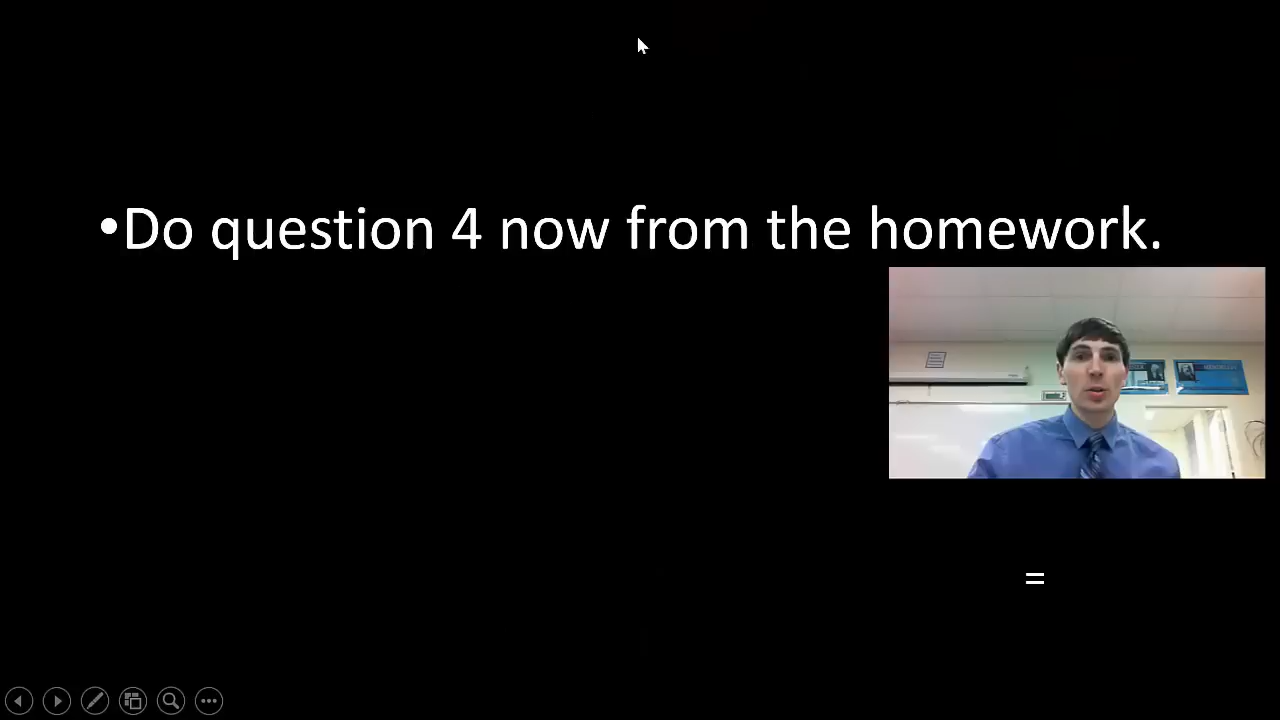 •Do question 4 now from the homework.
=